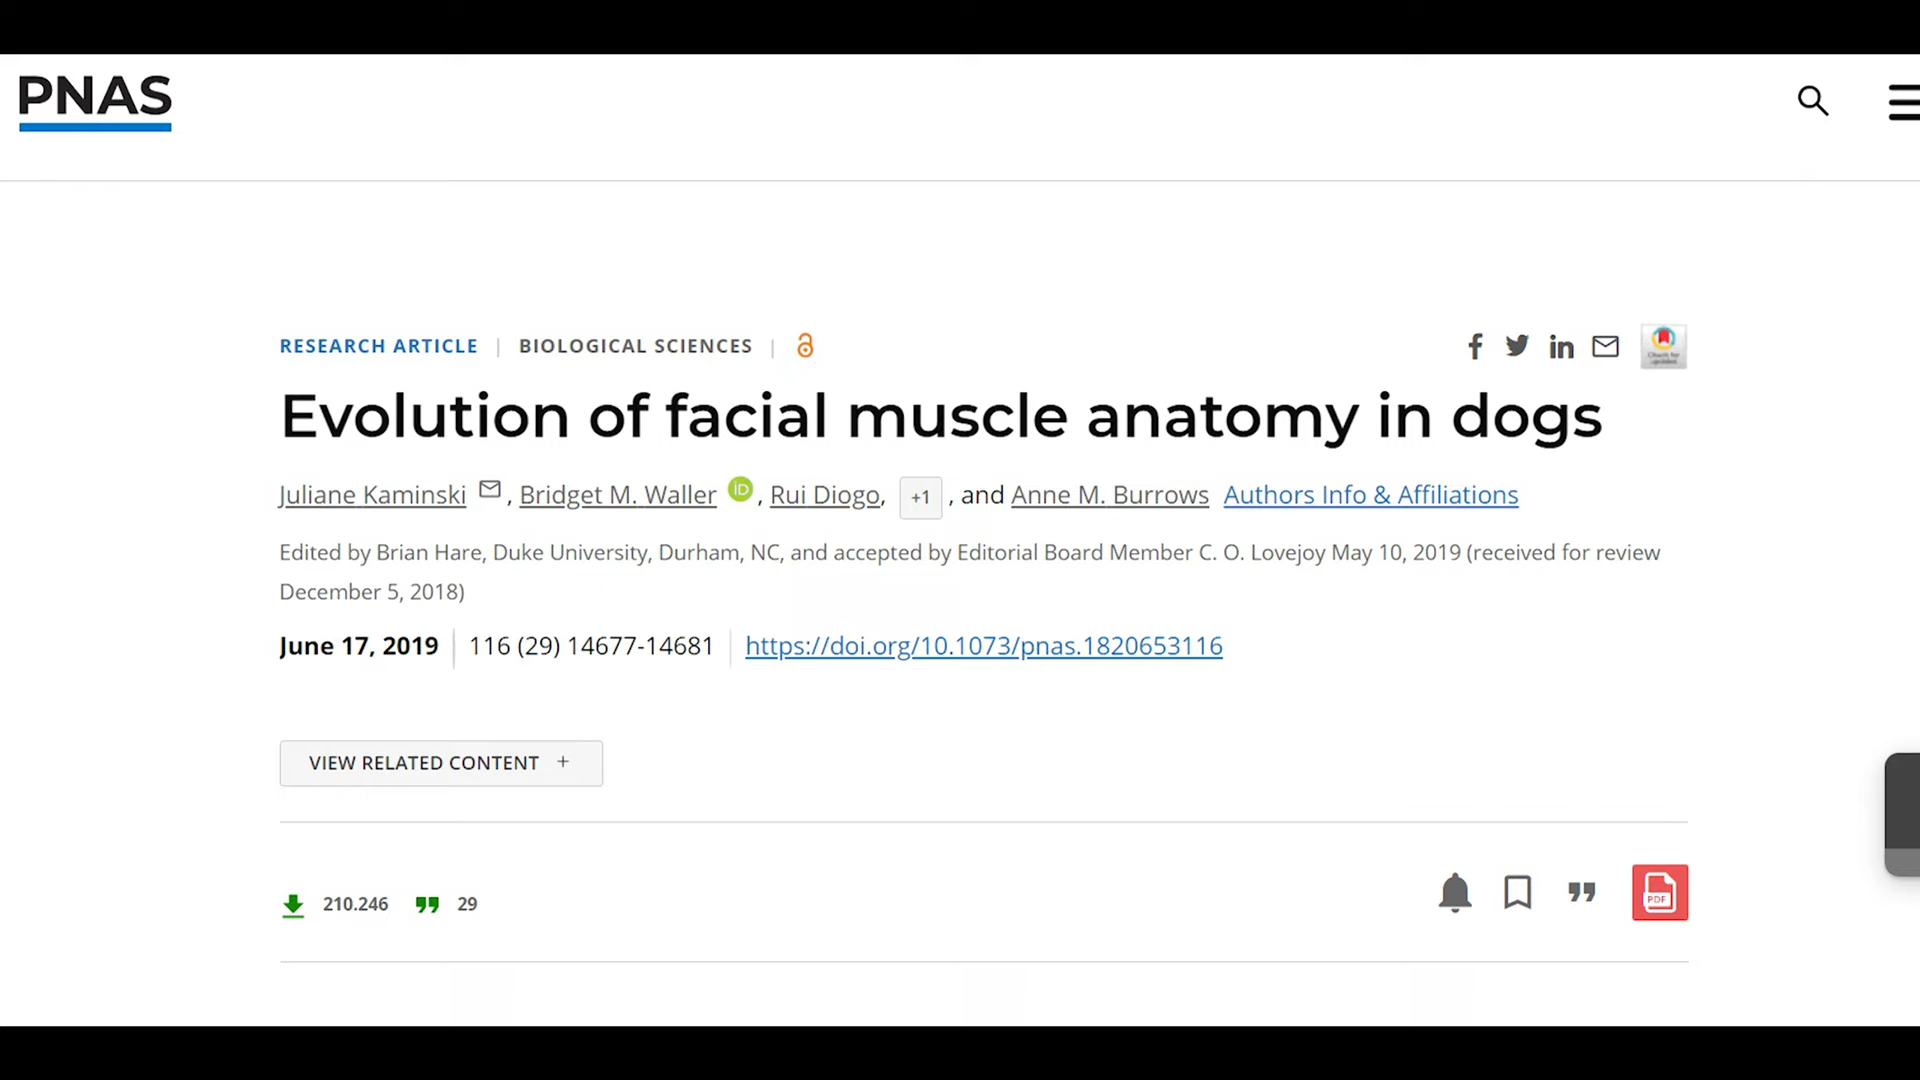 PNAS
RESEARCH ARTICLE | BIOLOGICAL SCIENCES |
Evolution of facial muscle anatomy in dogs
Juliane Kaminski, Bridget M. Waller iD, Rui Diogo, +1, and Anne M. Burrows Authors Info & Affiliations
Edited by Brian Hare, Duke University, Durham, NC, and accepted by Editorial Board Member C. O. Lovejoy May 10, 2019 (received for review
December 5, 2018)
June 17, 2019 | 116 (29) 14677-14681 | https://doi.org/10.1073/pnas.1820653116
VIEW RELATED CONTENT +
210.246 29
PDF